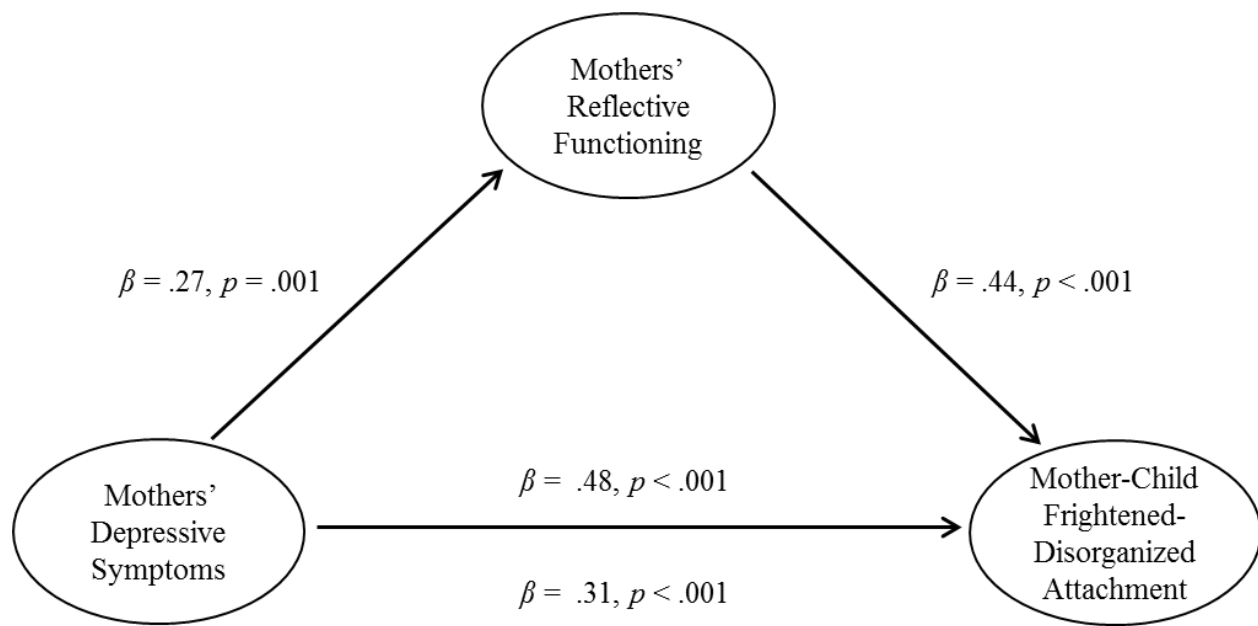 Mothers’
Reflective
Functioning
β = .27, p = .001
β = .44, p < .001
Mothers’
Depressive
Symptoms
β =  .48, p < .001
β =  .31, p < .001
Mother-Child
Frightened-
Disorganized
Attachment